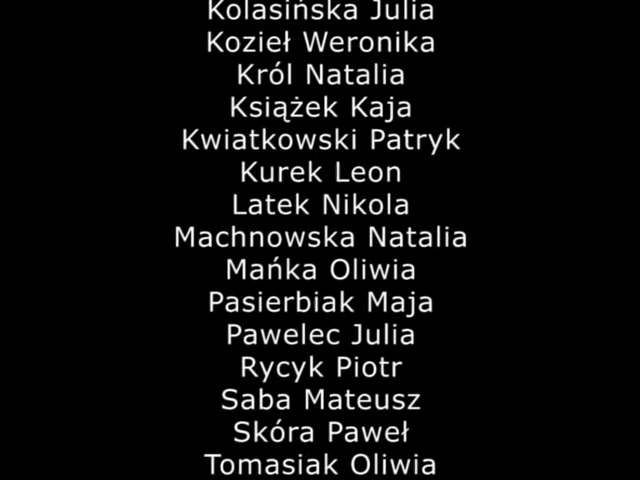 Kolasińska Julia
Kozieł Weronika
Król Natalia
Książek Kaja
Kwiatkowski Patryk
Kurek Leon
Latek Nikola
Machnowska Natalia
Mańka Oliwia
Pasierbiak Maja
Pawelec Julia
Rycyk Piotr
Saba Mateusz
Skóra Paweł
Tomasiak Oliwia